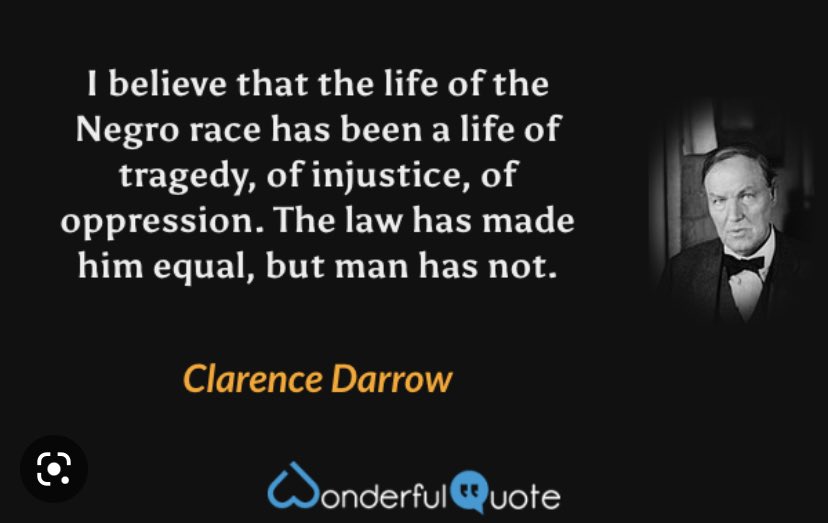 I believe that the life of the
Negro race has been a life of
tragedy, of injustice, of
oppression. The law has made
him equal, but man has not.
Clarence Darrow
WonderfulQuote